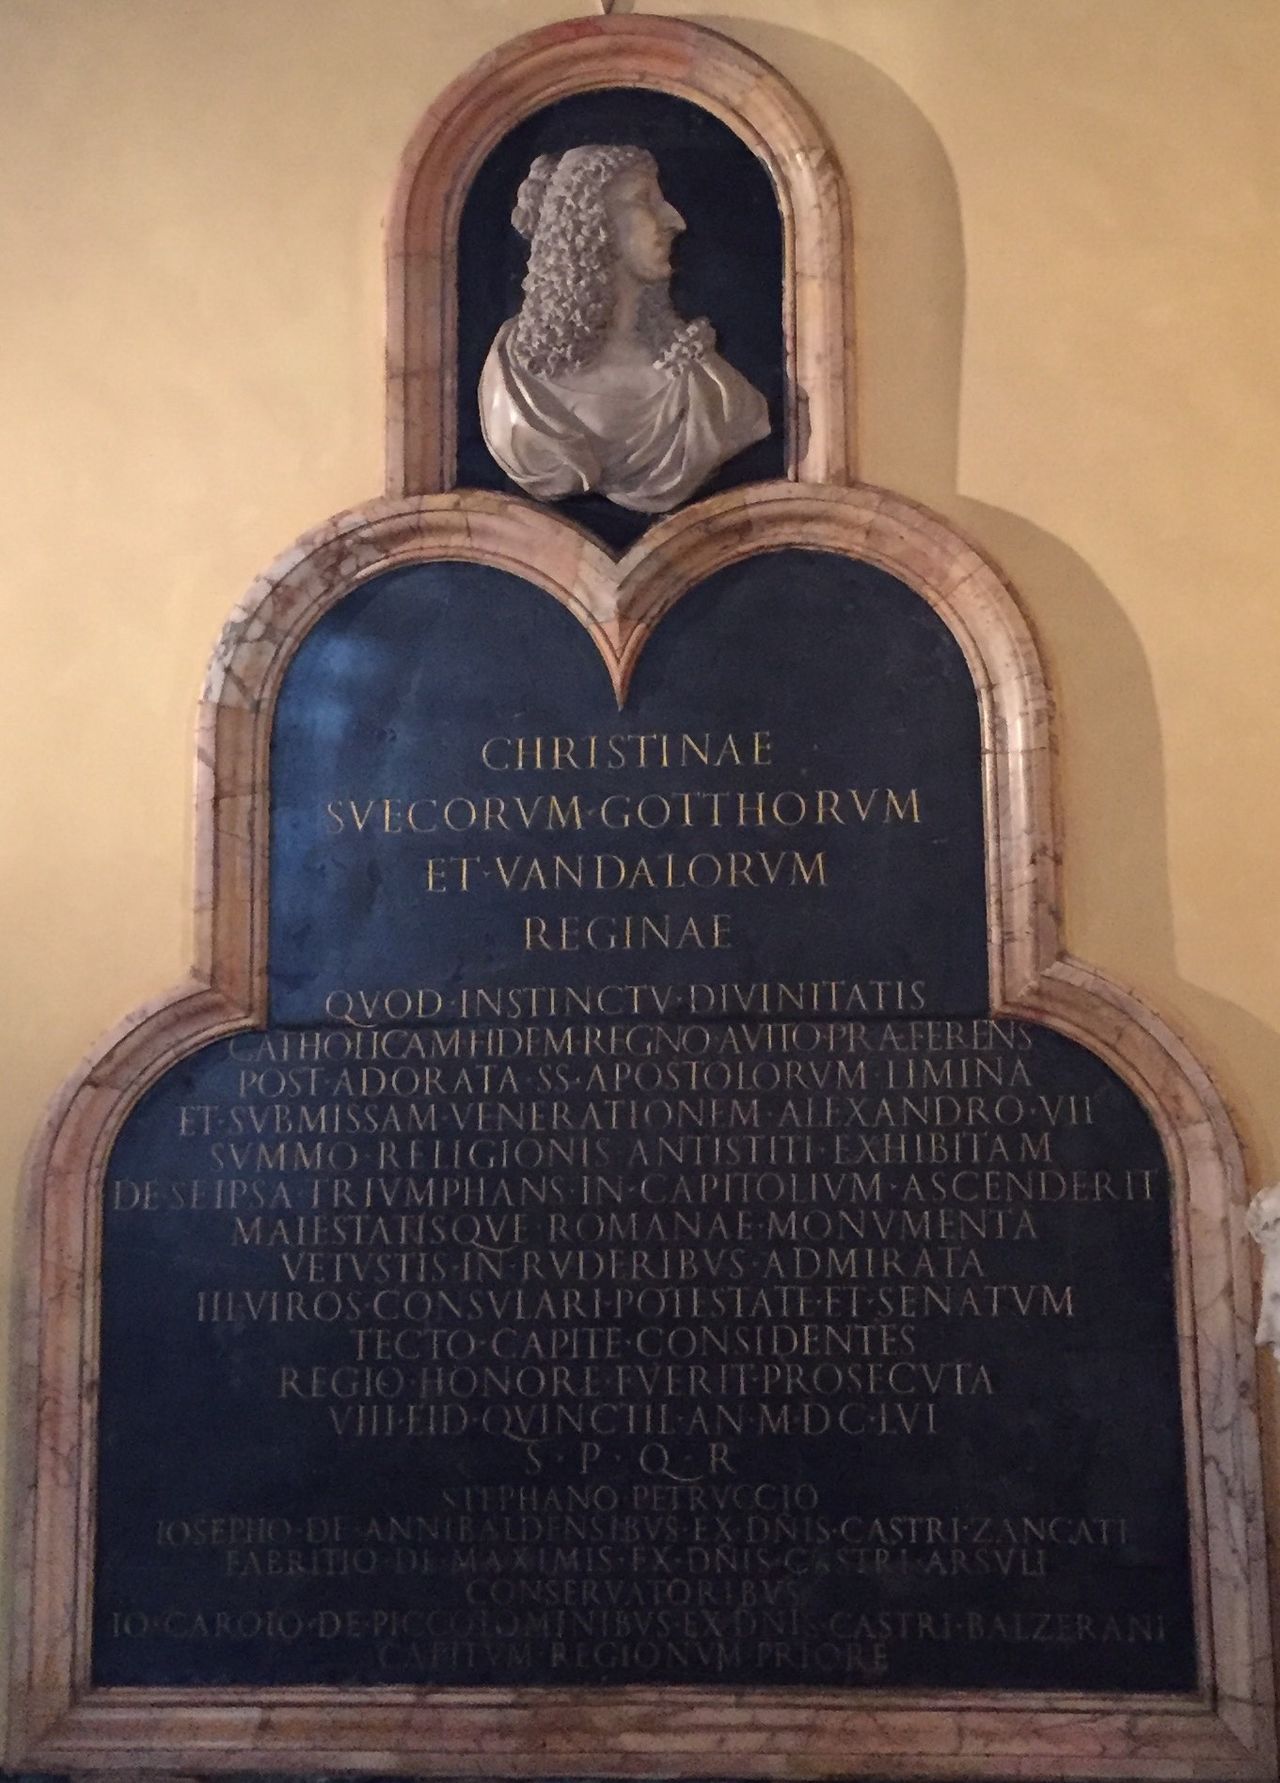 CHRISTINAE
SVECORVM·GOTTHORVM
ET·VANDALORVM
REGINAE
QVOD·INSTINCTV·DIVINITATIS
CATHOLICAM·FIDEM·REGNO·AVITO·PRÆFERENS
POST·ADORATA·SS·APOSTOLORVM·LIMINA
ET·SVBMISSAM·VENERATIONEM·ALEXANDRO·VII
SVMMO·RELIGIONIS·ANTISTITI·EXHIBITAM
DE·SEIPSA·TRIVMPHANS·IN·CAPITOLIVM·ASCENDERIT
MAIESTATISQVE·ROMANAE·MONVMENTA
VETVSTIS·IN·RVDERIBVS·ADMIRATA
III·VIROS·CONSVLARI·POTESTATE·ET·SENATVM
TECTO·CAPITE·CONSIDENTES
REGIO·HONORE·FVERIT·PROSECVTA
VIII·EID·QVINCTIL·AN·M·DC·LVI
S·P·Q·R
STEPHANO·PETRVCCIO
IOSEPHO·DE·ANNIBALDENSIBVS·EX·DNIS·CASTRI·ZANCATI
FABRITIO·DE·MAXIMIS·EX·DNIS·CASTRI·ARSVLI
CONSERVATORIBVS
IO·CAROLO·DE·PICCOLOMINIBVS·EX·DNIS·CASTRI·BALZERANI
CAPITVM·REGIONVM·PRIORE